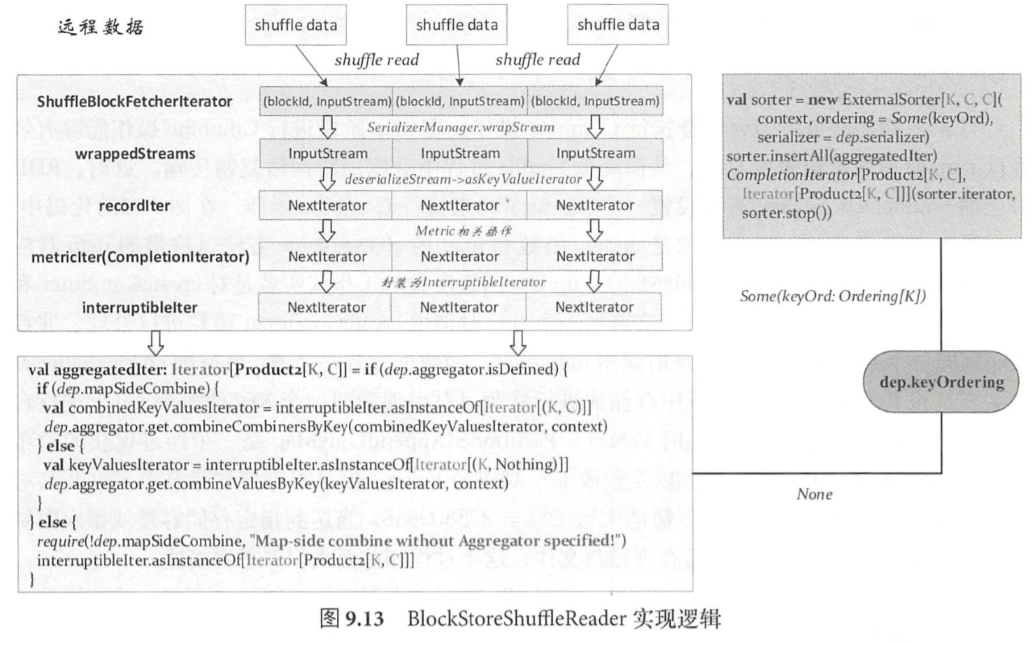 远程数据
shuffle data shuffle data shuffle data
shuffle read shuffle read
ShuffleBlockFetcherIterator (blockId, InputStream) (blockId, InputStream) (blockId, InputStream)
SerializerManager.wrapStream
wrappedStreams InputStream InputStream InputStream
deserializeStream->asKeyValueIterator
recordIter NextIterator NextIterator NextIterator
Metric相关操作
metricIter(CompletionIterator) NextIterator NextIterator NextIterator
封装为InterruptibleIterator
interruptibleIter NextIterator NextIterator NextIterator
val aggregatedIter: Iterator[Product2[K, C]] = if (dep.aggregator.isDefined) {
if (dep.mapSideCombine) {
val combinedKeyValuesIterator = interruptibleIter.asInstanceOf[Iterator[(K, C)]]
dep.aggregator.get.combineCombinersByKey(combinedKeyValuesIterator, context)
} else {
val keyValuesIterator = interruptibleIter.asInstanceOf[Iterator[(K, Nothing)]]
dep.aggregator.get.combineValuesByKey(keyValuesIterator, context)
}
} else {
require(!dep.mapSideCombine, "Map-side combine without Aggregator specified!")
interruptibleIter.asInstanceOf[Iterator[Product2[K, C]]]
}
val sorter = new ExternalSorter[K, C, C](
context, ordering = Some(keyOrd),
serializer = dep.serializer)
sorter.insertAll(aggregatedIter)
CompletionIterator[Product2[K, C],
Iterator[Product2[K, C]]](sorter.iterator,
sorter.stop())
Some(keyOrd: Ordering[K])
dep.keyOrdering
None
图 9.13 BlockStoreShuffleReader 实现逻辑